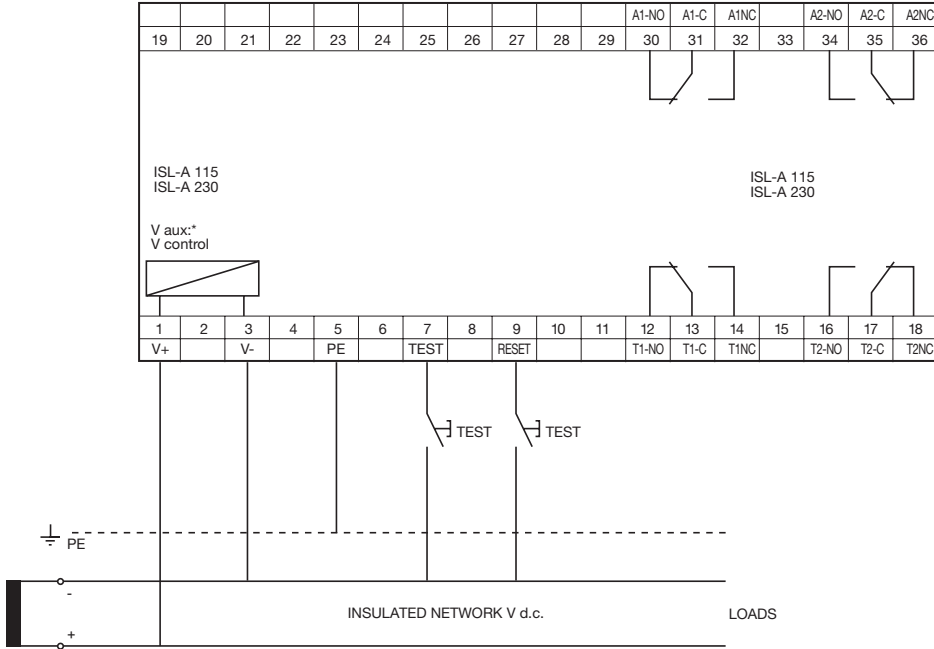 A1-NO A1-C A1NC A2-NO A2-C A2NC
19 20 21 22 23 24 25 26 27 28 29 30 31 32 33 34 35 36
ISL-A 115
ISL-A 230
ISL-A 115
ISL-A 230
V aux:*
V control
1 2 3 4 5 6 7 8 9 10 11 12 13 14 15 16 17 18
V+ V- PE TEST RESET T1-NO T1-C T1NC T2-NO T2-C T2NC
TEST TEST
PE
-
INSULATED NETWORK V d.c. LOADS
+